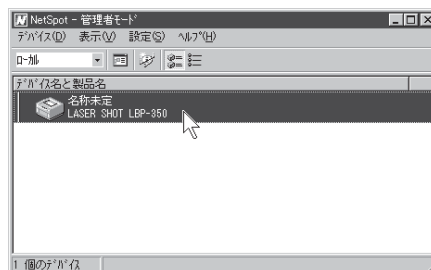 NetSpot - 管理者ﾓｰﾄﾞ
ﾃﾞﾊﾞｲｽ(D) 表示(V) 設定(S) ﾍﾙﾌﾟ(H)
ﾛｰｶﾙ
ﾃﾞﾊﾞｲｽ名と製品名
名称未定
LASER SHOT LBP-350
1 個のﾃﾞﾊﾞｲｽ